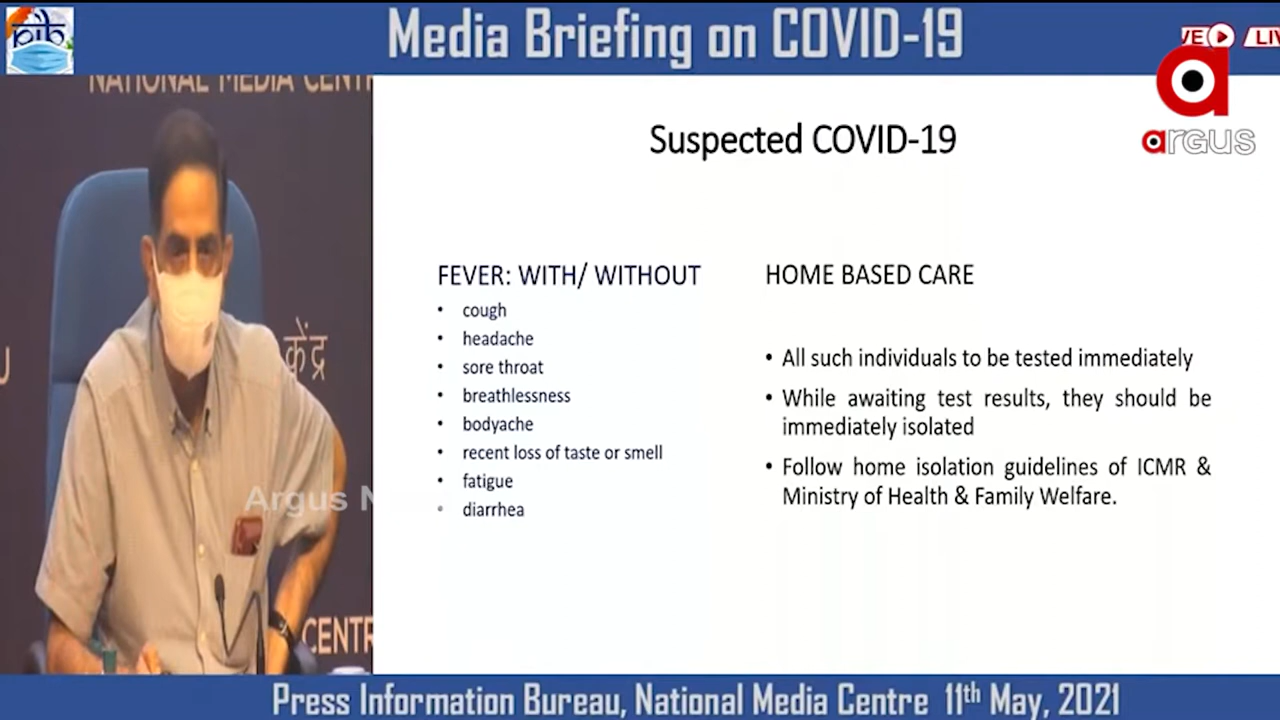 pib
Media Briefing on COVID-19
VE LIV
NATIONAL MEDIA CENTR
argus
Suspected COVID-19
FEVER: WITH/ WITHOUT
• cough
• headache
• sore throat
• breathlessness
• bodyache
• recent loss of taste or smell
• fatigue
• diarrhea
HOME BASED CARE
• All such individuals to be tested immediately
• While awaiting test results, they should be
immediately isolated
• Follow home isolation guidelines of ICMR &
Ministry of Health & Family Welfare.
केंद्र
U
Argus N
CENTR
Press Information Bureau, National Media Centre 11th May, 2021